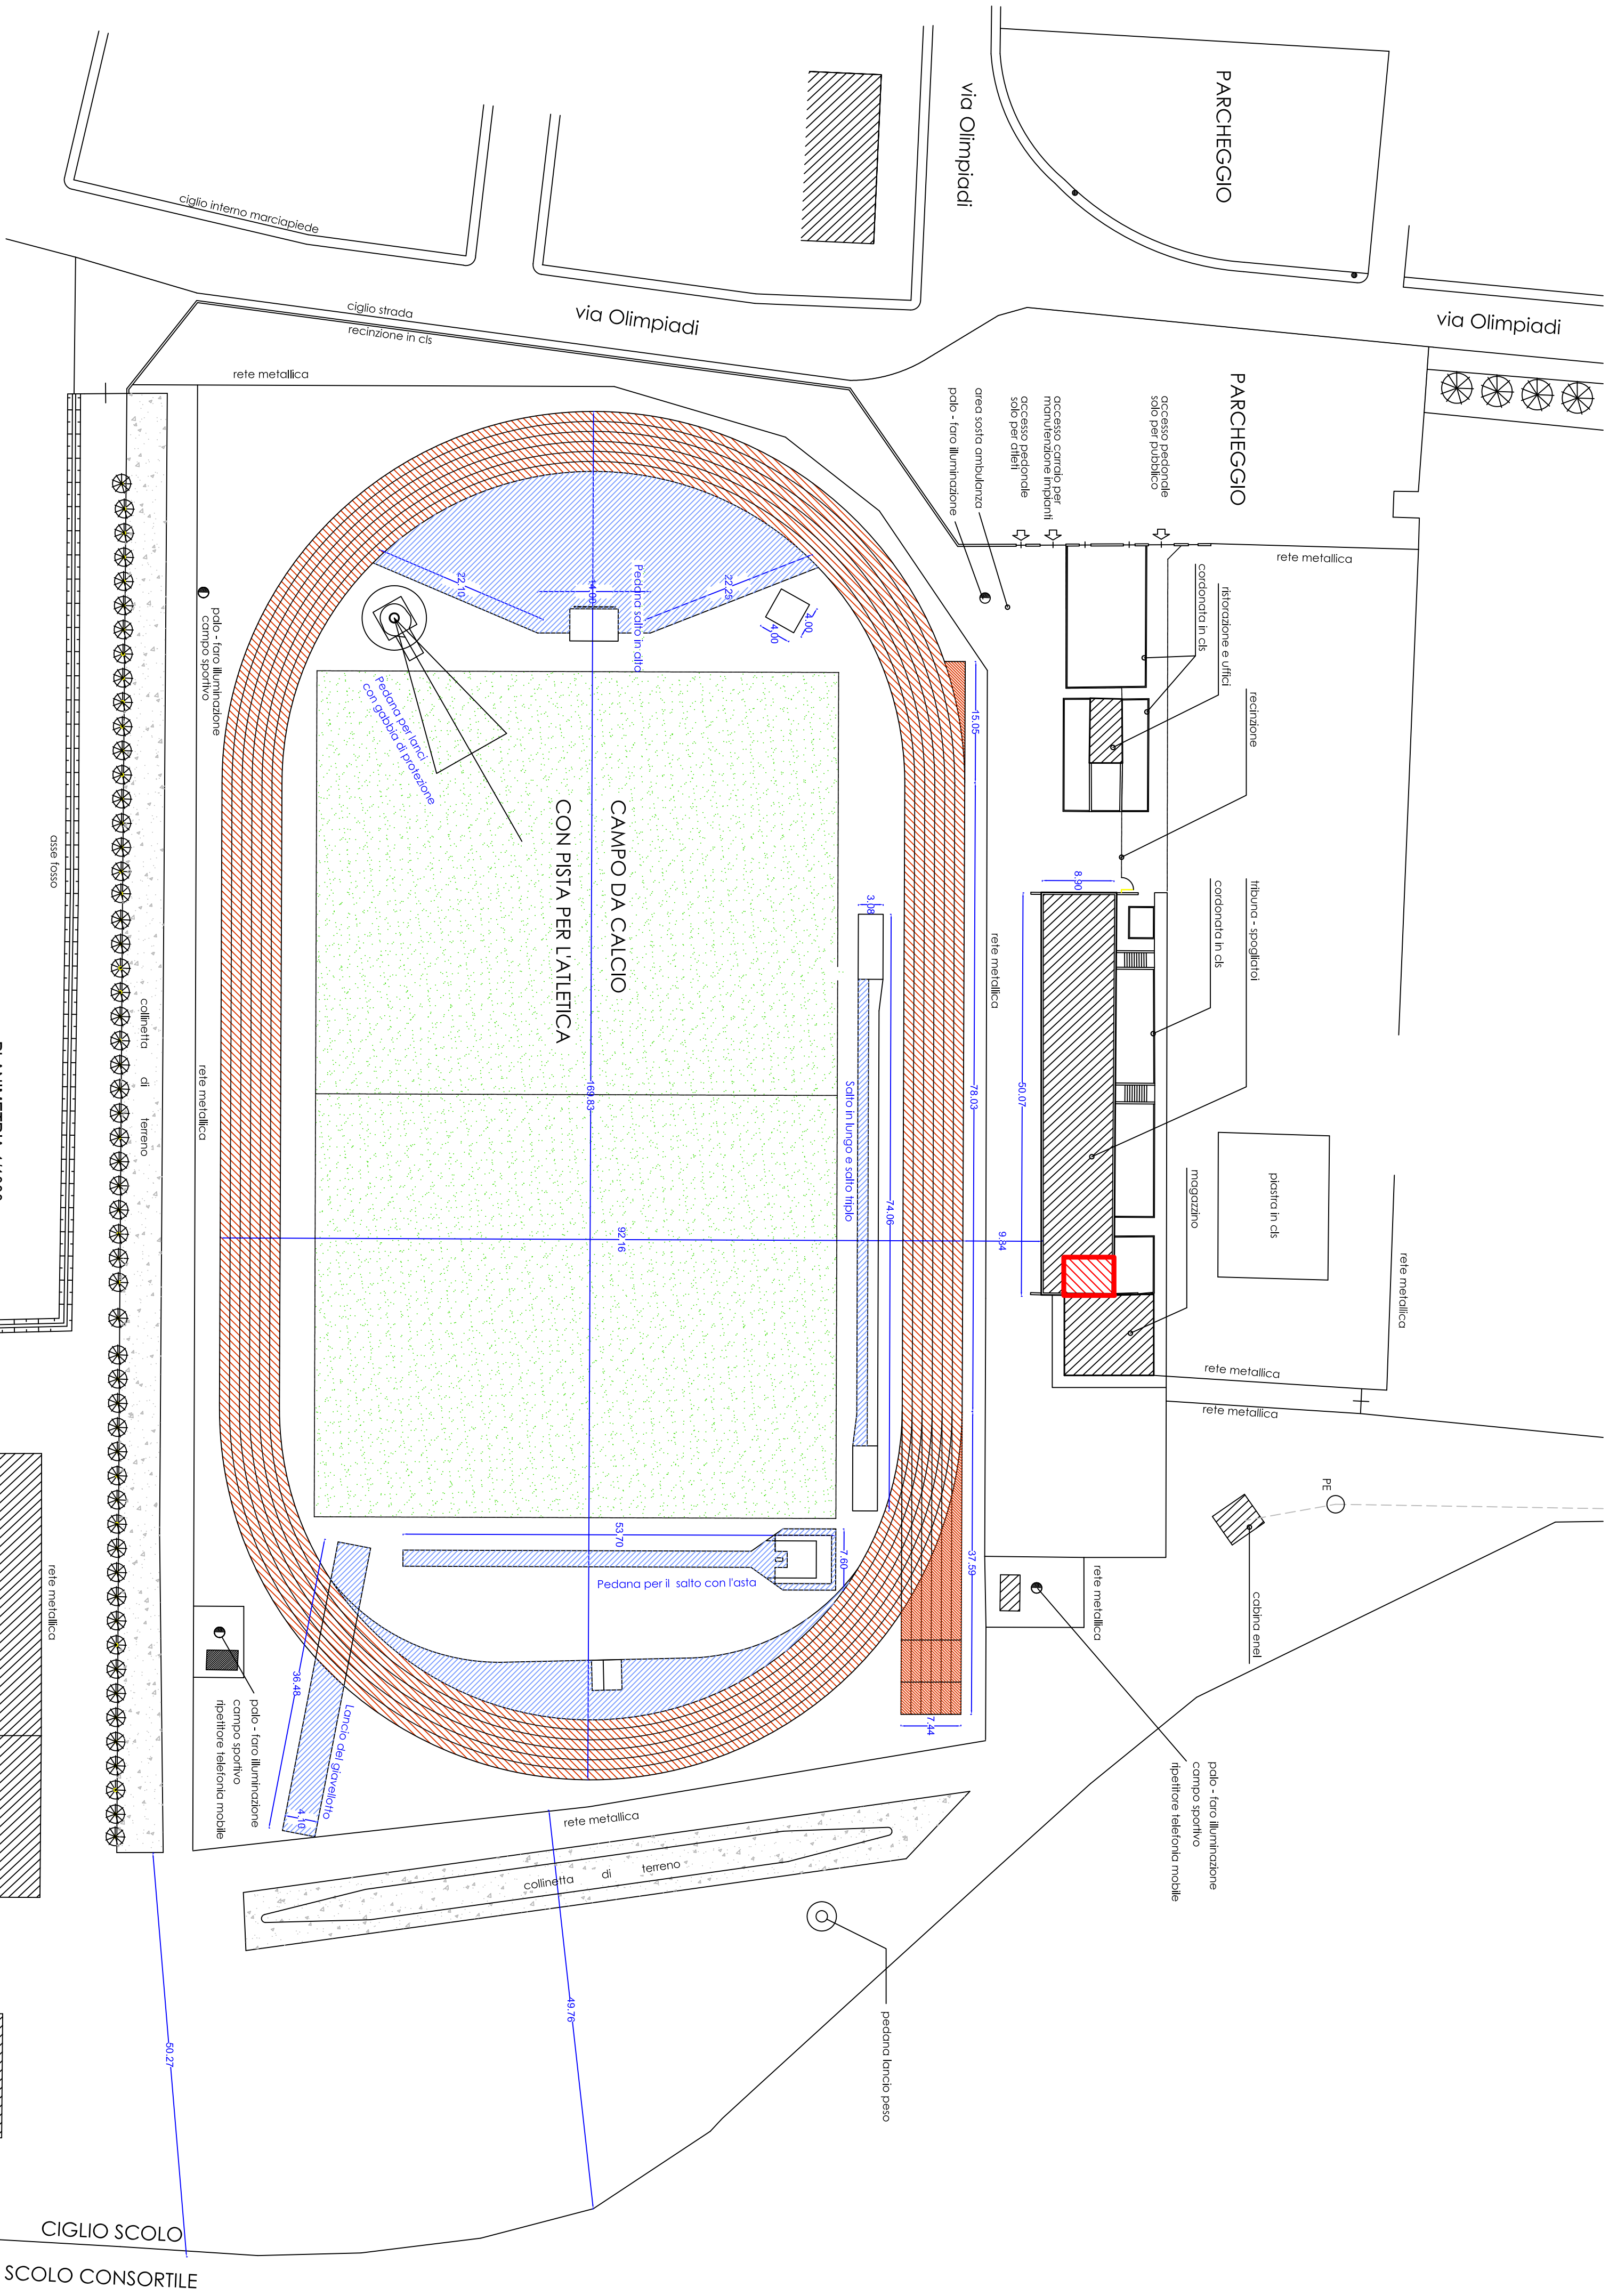 PARCHEGGIO
via Olimpiadi
ciglio interno marciapiede
via Olimpiadi
via Olimpiadi
ciglio strada
recinzione in cls
rete metallica
PARCHEGGIO
accesso pedonale
solo per pubblico
accesso carraio per
manutenzione impianti
accesso pedonale
solo per atleti
area sosta ambulanza
palo - faro illuminazione
rete metallica
cordonata in cls
ristorazione e uffici
recinzione
22.10
14.00
22.25
Pedana salto in alto
4.00
4.00
palo - faro illuminazione
campo sportivo
Pedana per lanci
con gabbia di protezione
15.05
CAMPO DA CALCIO
CON PISTA PER L'ATLETICA
asse fosso
8.90
3.08
rete metallica
tribuna - spogliatoi
cordonata in cls
collinetta di terreno
rete metallica
169.83
Salto in lungo e salto triplo
78.03
50.07
74.06
92.16
9.84
magazzino
piastra in cls
rete metallica
rete metallica
rete metallica
PE
cabina enel
53.70
7.60
37.59
Pedana per il salto con l'asta
rete metallica
rete metallica
36.48
Lancio del giavellotto
4.10
7.44
palo - faro illuminazione
campo sportivo
ripetitore telefonia mobile
palo - faro illuminazione
campo sportivo
ripetitore telefonia mobile
rete metallica
collinetta di terreno
49.76
50.27
pedana lancio peso
CIGLIO SCOLO
SCOLO CONSORTILE